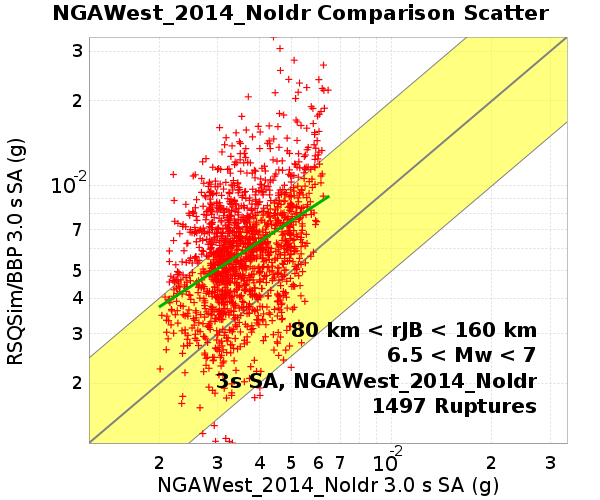 NGAWest_2014_NoIdr Comparison Scatter
RSQSim/BBP 3.0 s SA (g)
3
2
10-2
7
5
4
3
2
80 km < rJB < 160 km
6.5 < Mw < 7
3s SA, NGAWest_2014_NoIdr
1497 Ruptures
2 3 4 5 6 7 10-2 2 3
NGAWest_2014_NoIdr 3.0 s SA (g)